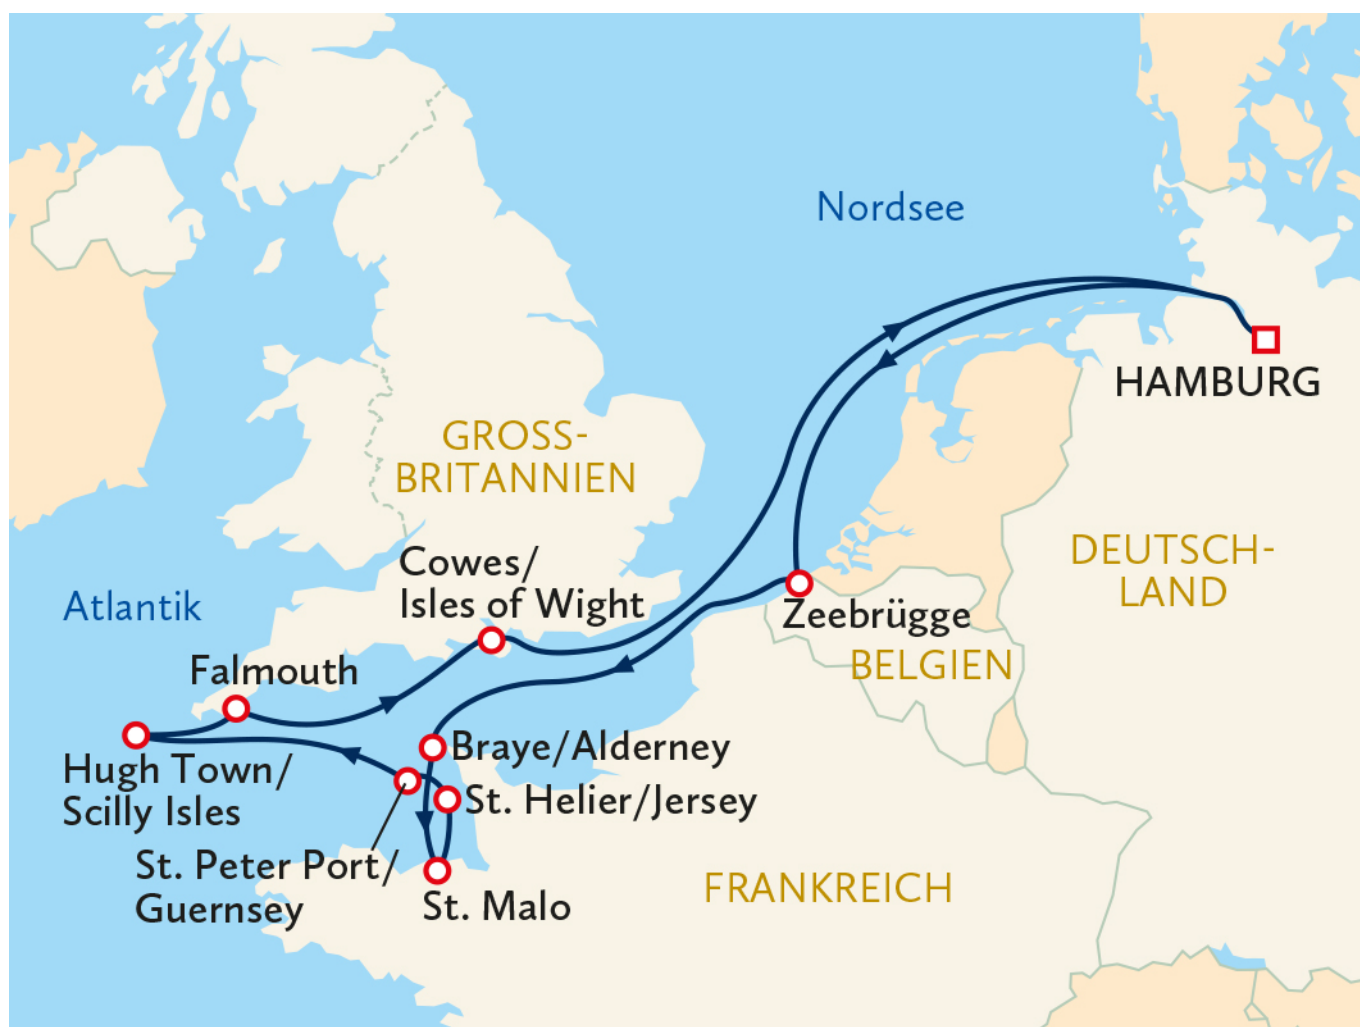 Nordsee
HAMBURG
GROSS-
BRITANNIEN
Cowes/
Isles of Wight
DEUTSCH-
LAND
Atlantik
Zeebrügge
BELGIEN
Falmouth
Braye/Alderney
Hugh Town/
Scilly Isles
St. Helier/Jersey
St. Peter Port/
Guernsey
St. Malo
FRANKREICH